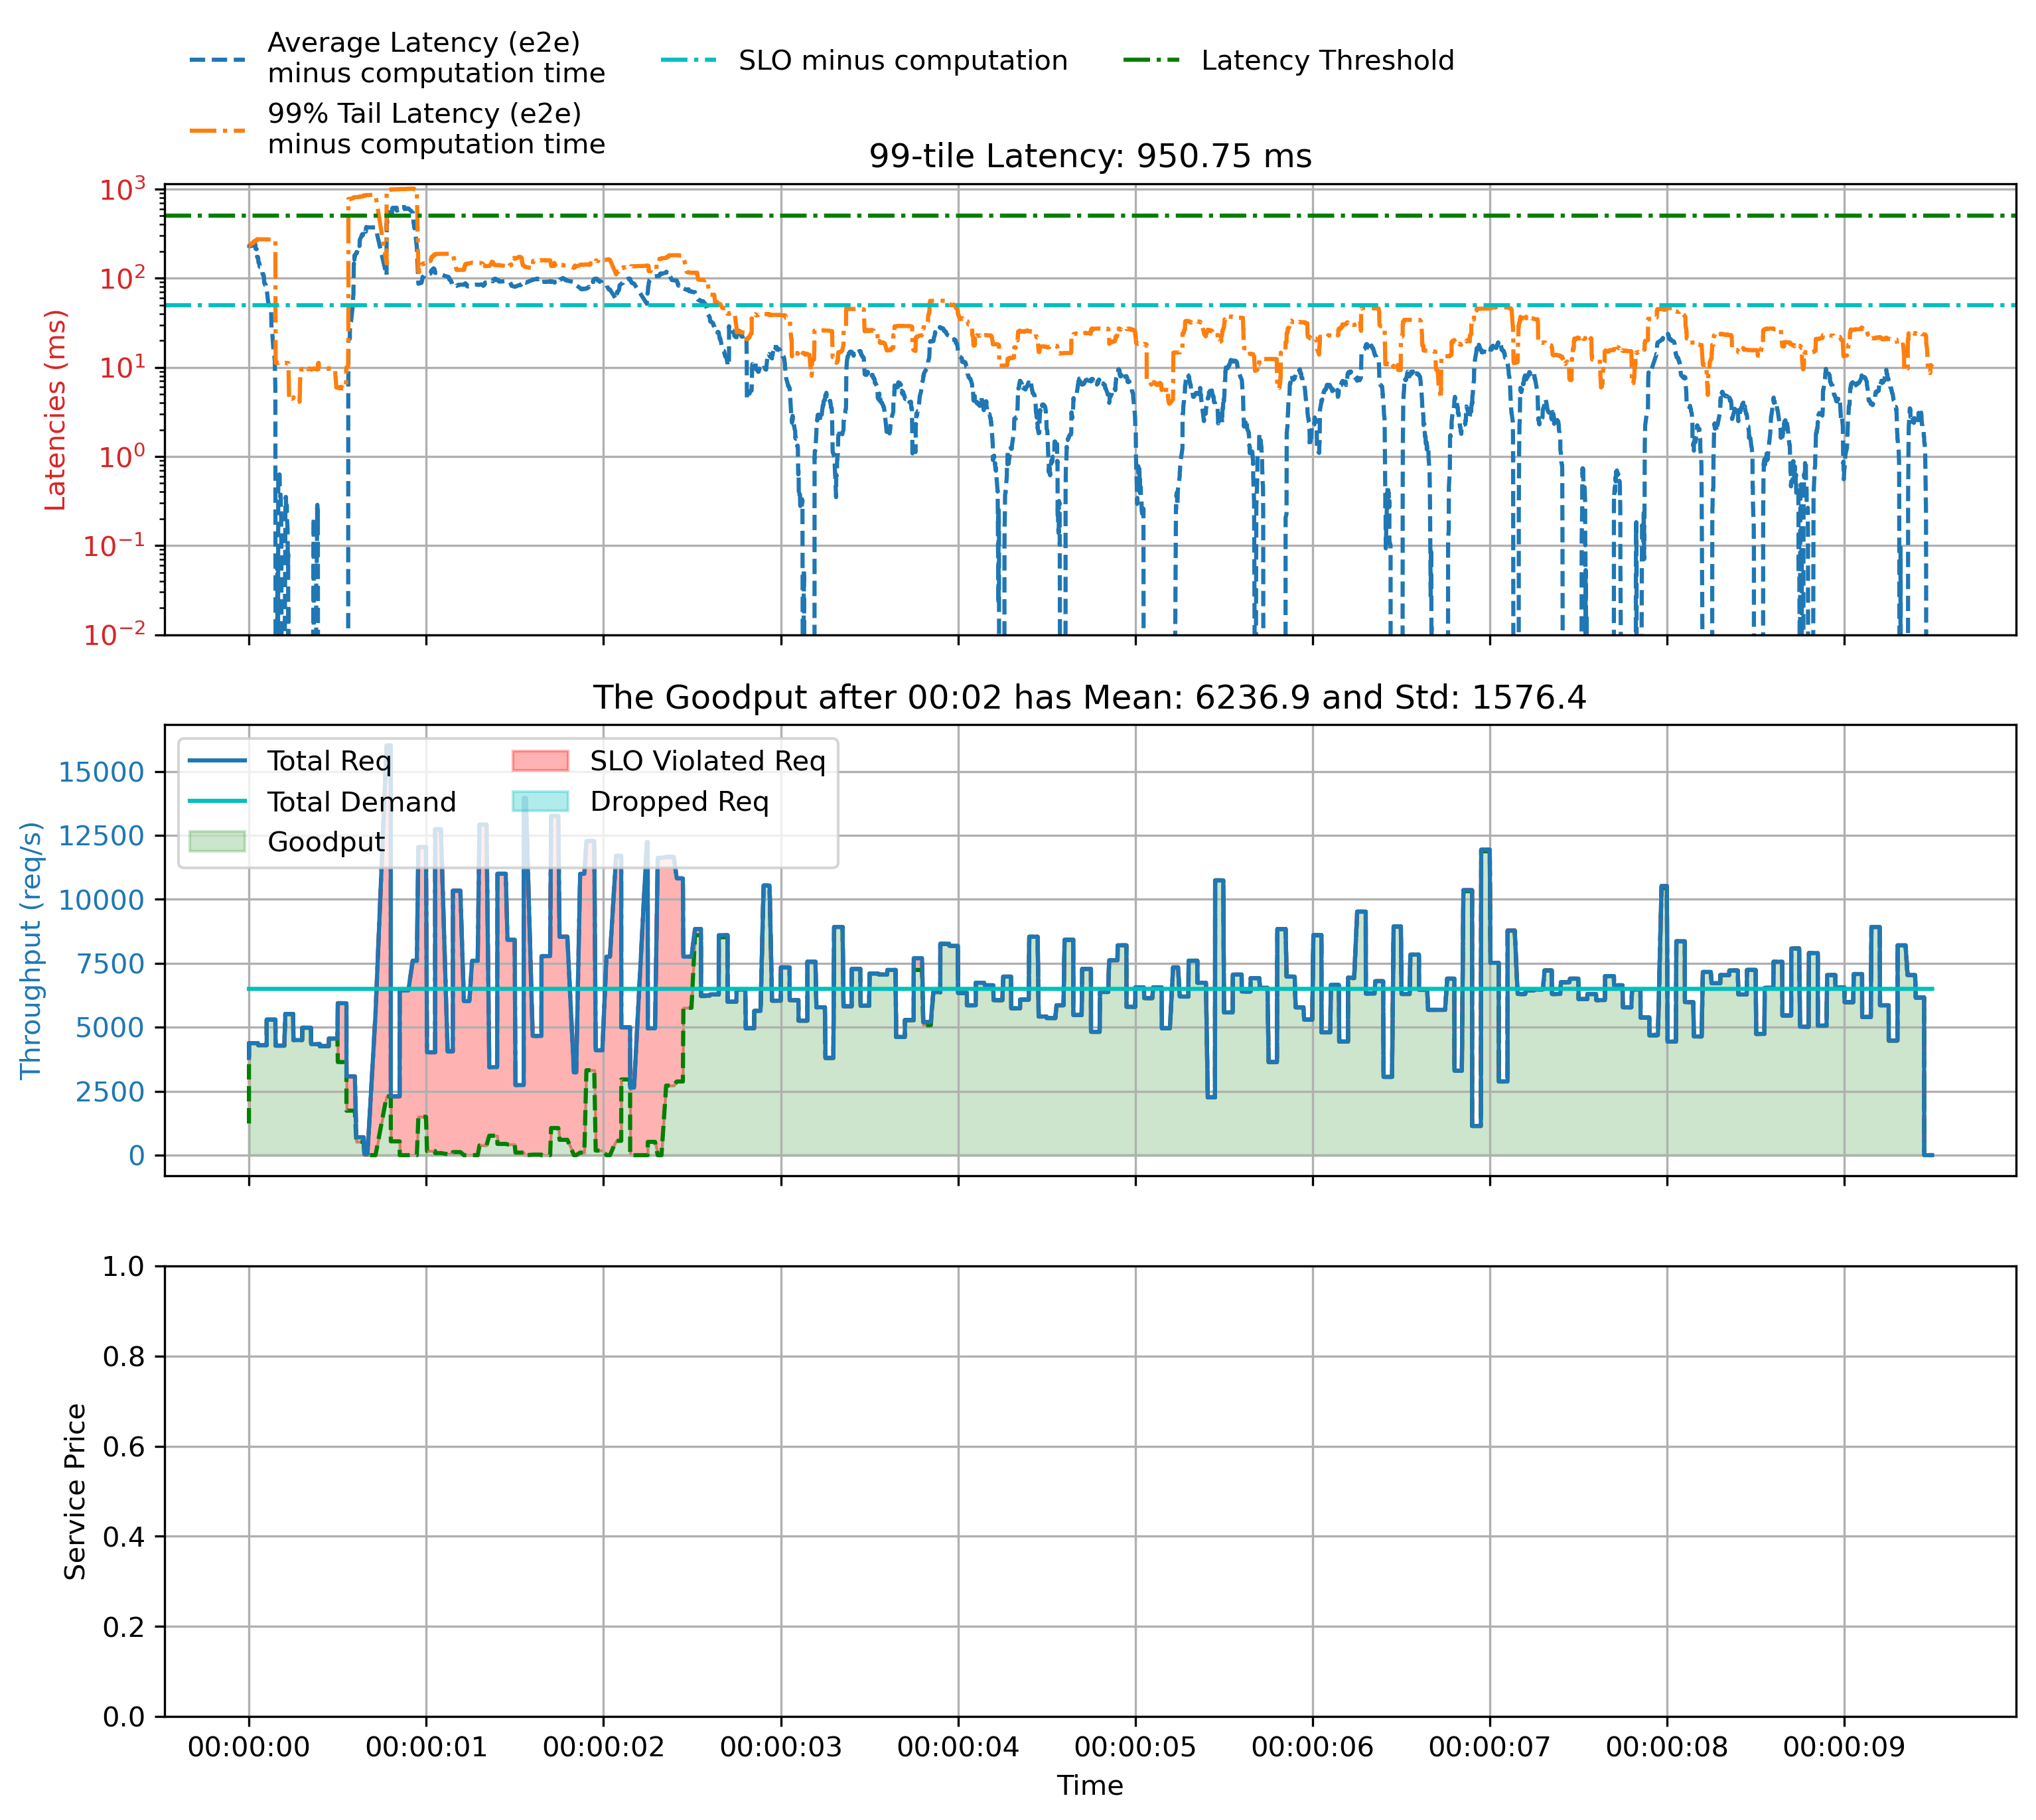 Average Latency (e2e)
minus computation time
99% Tail Latency (e2e)
minus computation time
SLO minus computation
Latency Threshold
99-tile Latency: 950.75 ms
10³
10²
10¹
10⁰
10⁻¹
10⁻²
Latencies (ms)
The Goodput after 00:02 has Mean: 6236.9 and Std: 1576.4
Total Req
Total Demand
Goodput
SLO Violated Req
Dropped Req
15000
12500
10000
7500
5000
2500
0
Throughput (req/s)
1.0
0.8
0.6
0.4
0.2
0.0
Service Price
00:00:00 00:00:01 00:00:02 00:00:03 00:00:04 00:00:05 00:00:06 00:00:07 00:00:08 00:00:09
Time